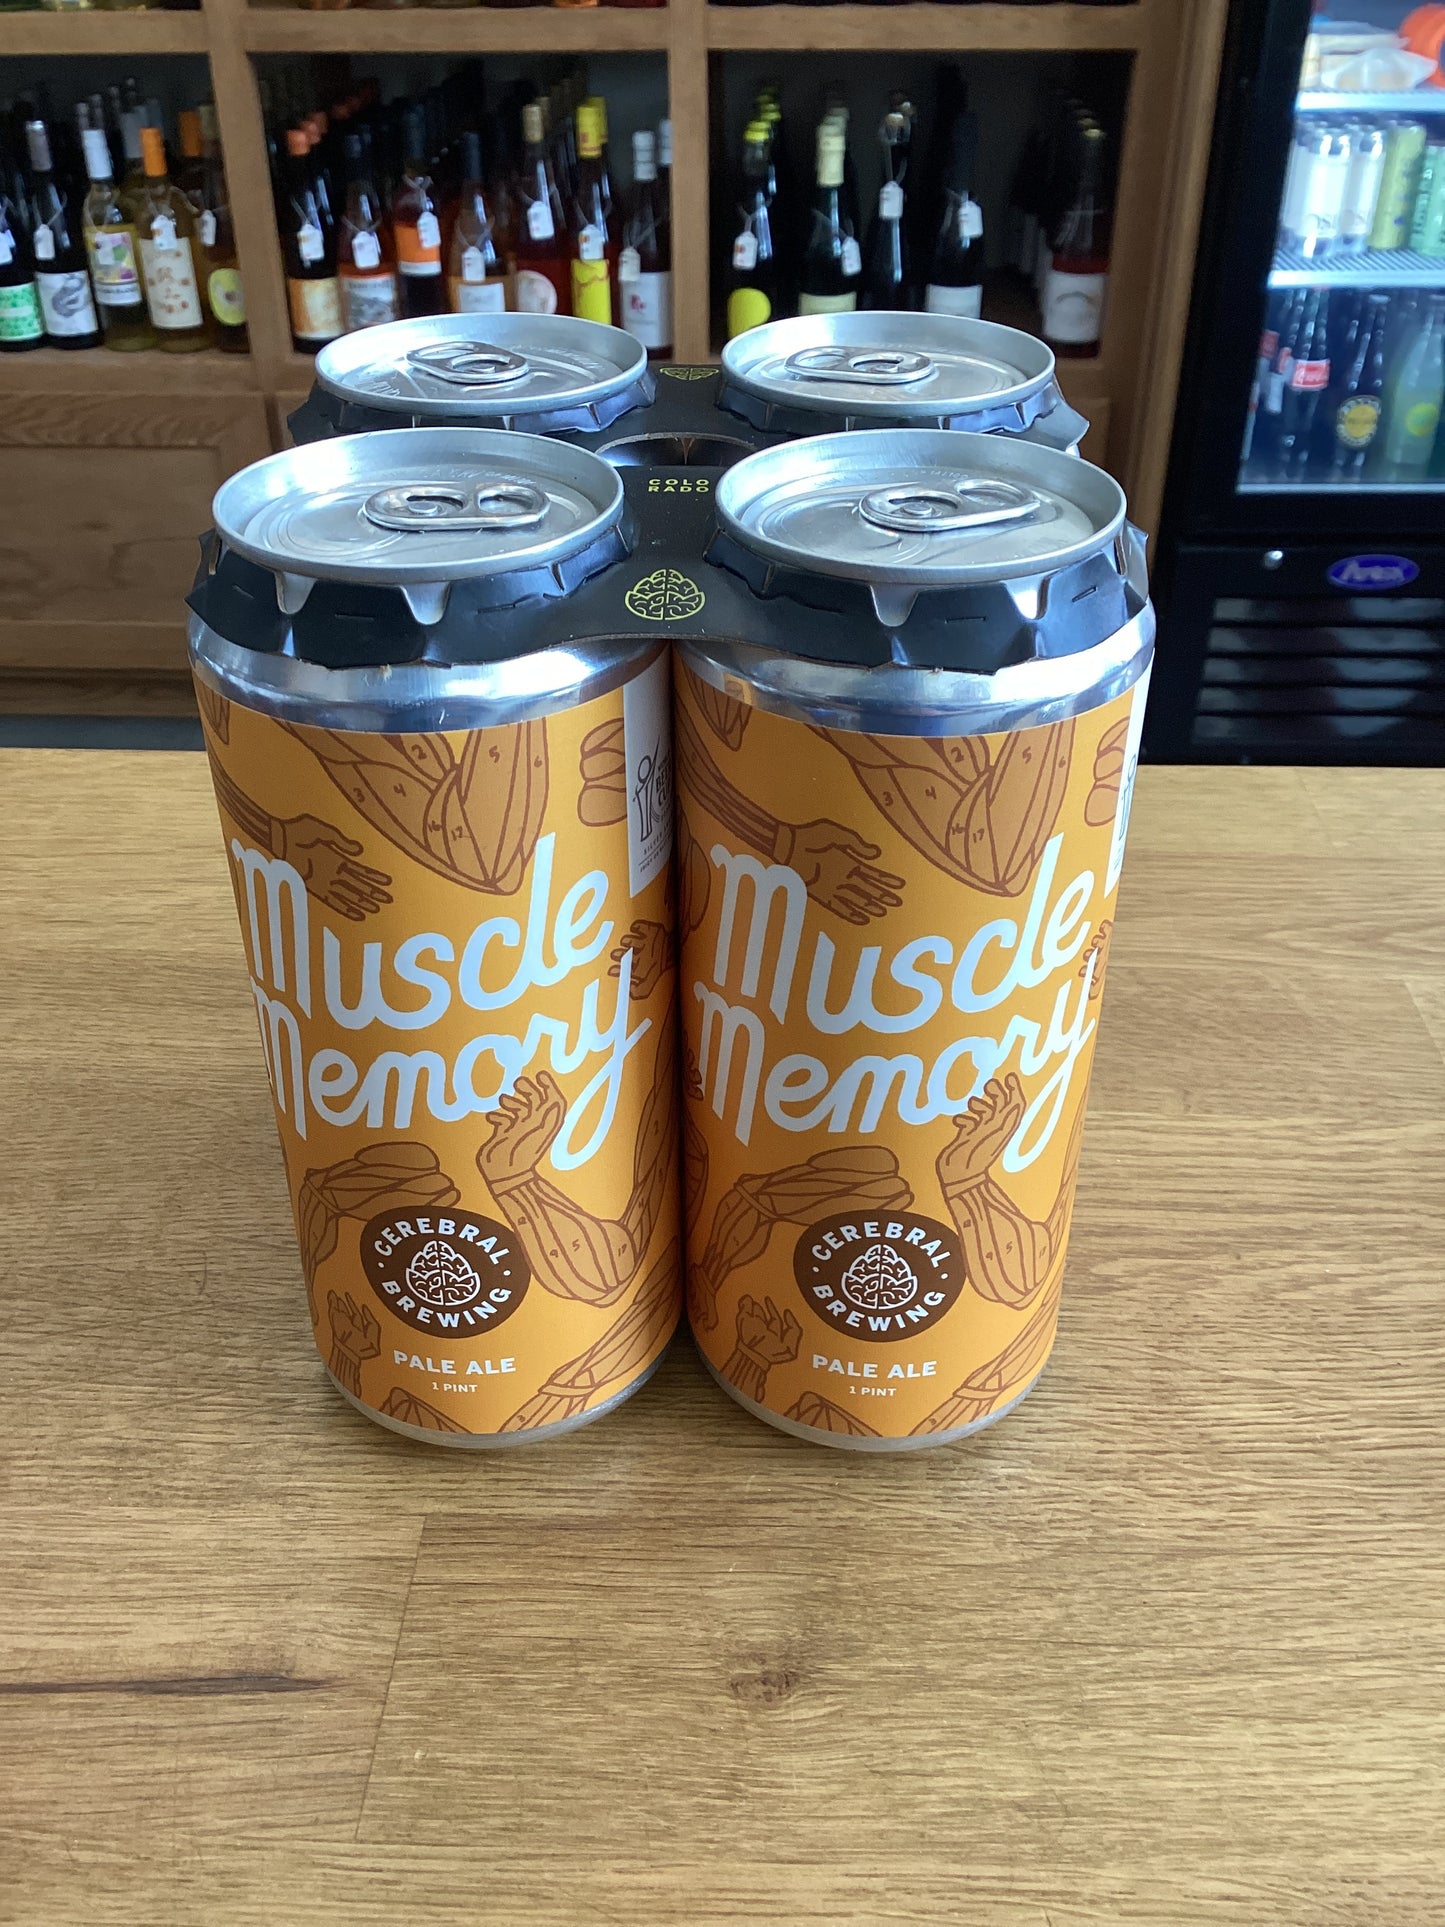 COLO
RADO
Muscle
Memory
CEREBRAL
BREWING
PALE ALE
1 PINT
Muscle
Memory
CEREBRAL
BREWING
PALE ALE
1 PINT